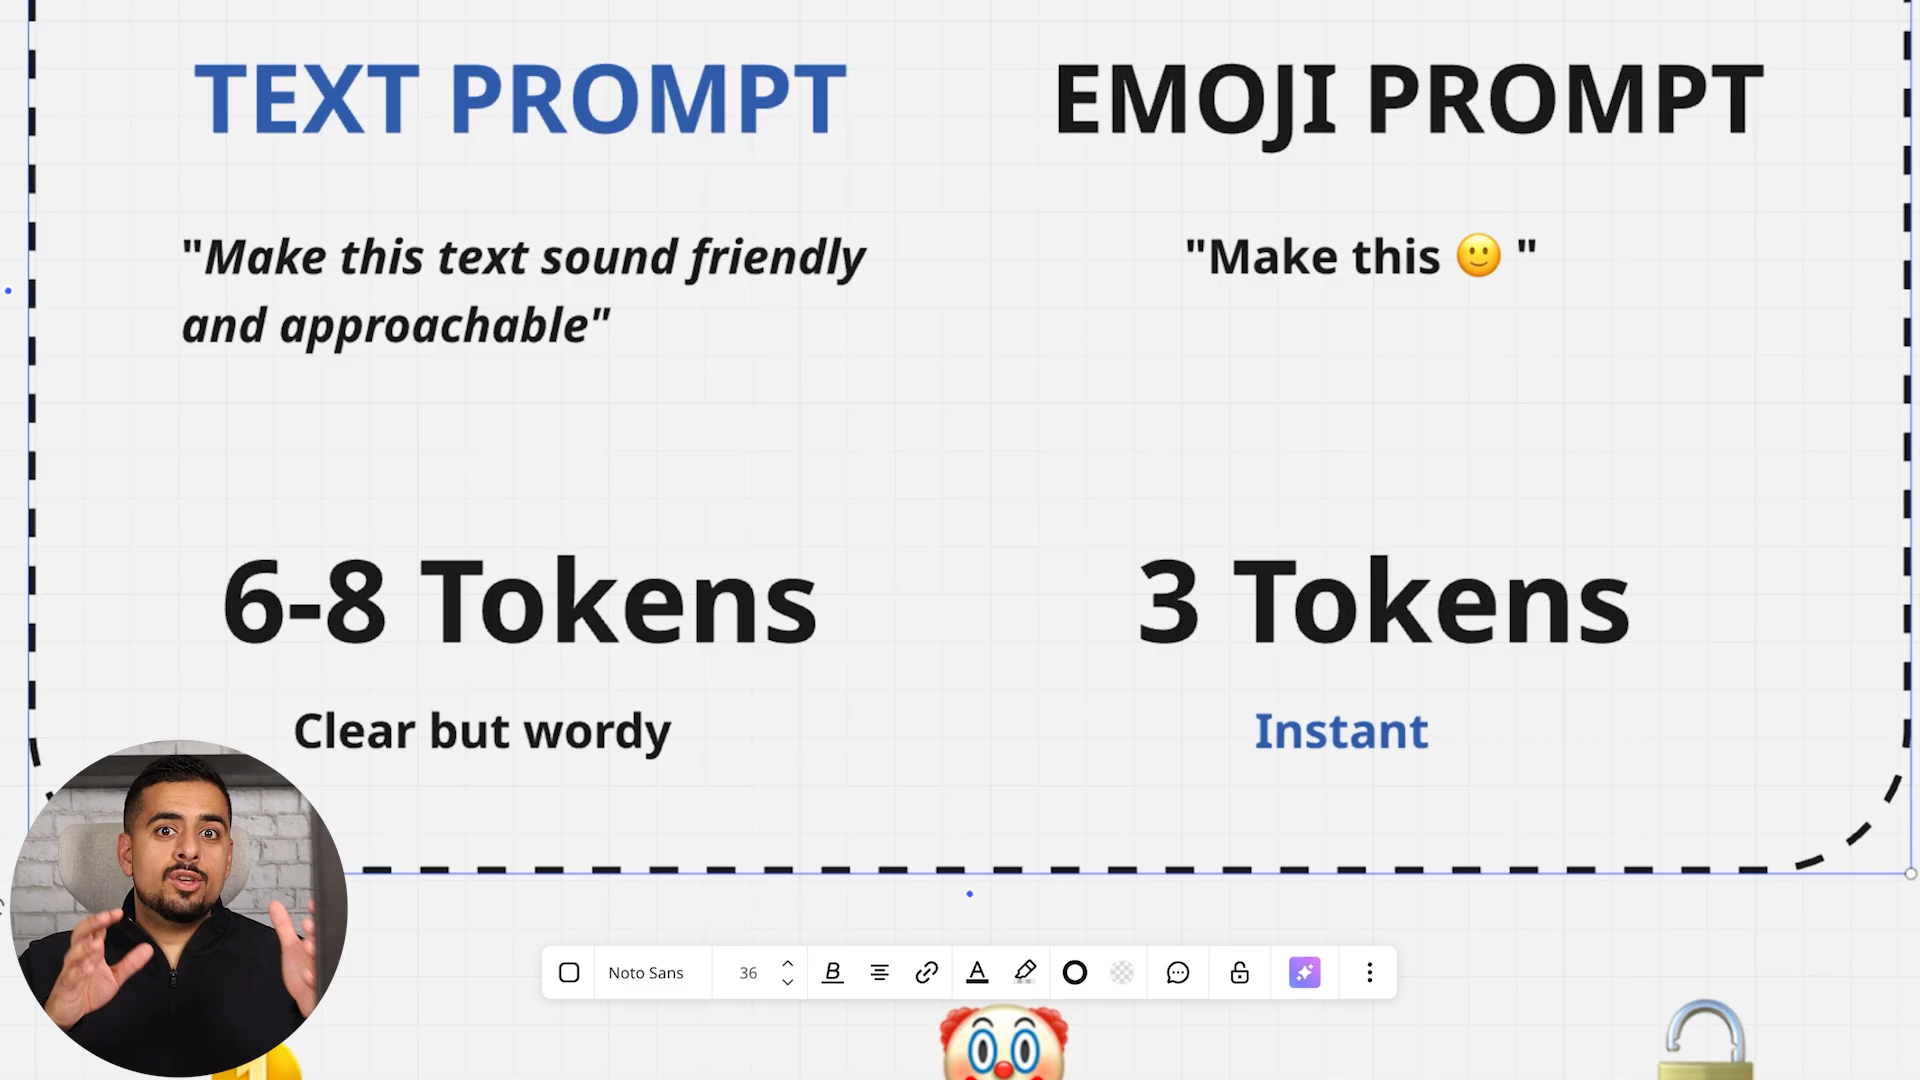 TEXT PROMPT
EMOJI PROMPT
"Make this text sound friendly
and approachable"
"Make this 🙂 "
6-8 Tokens
3 Tokens
Clear but wordy
Instant
Noto Sans
36
B
A